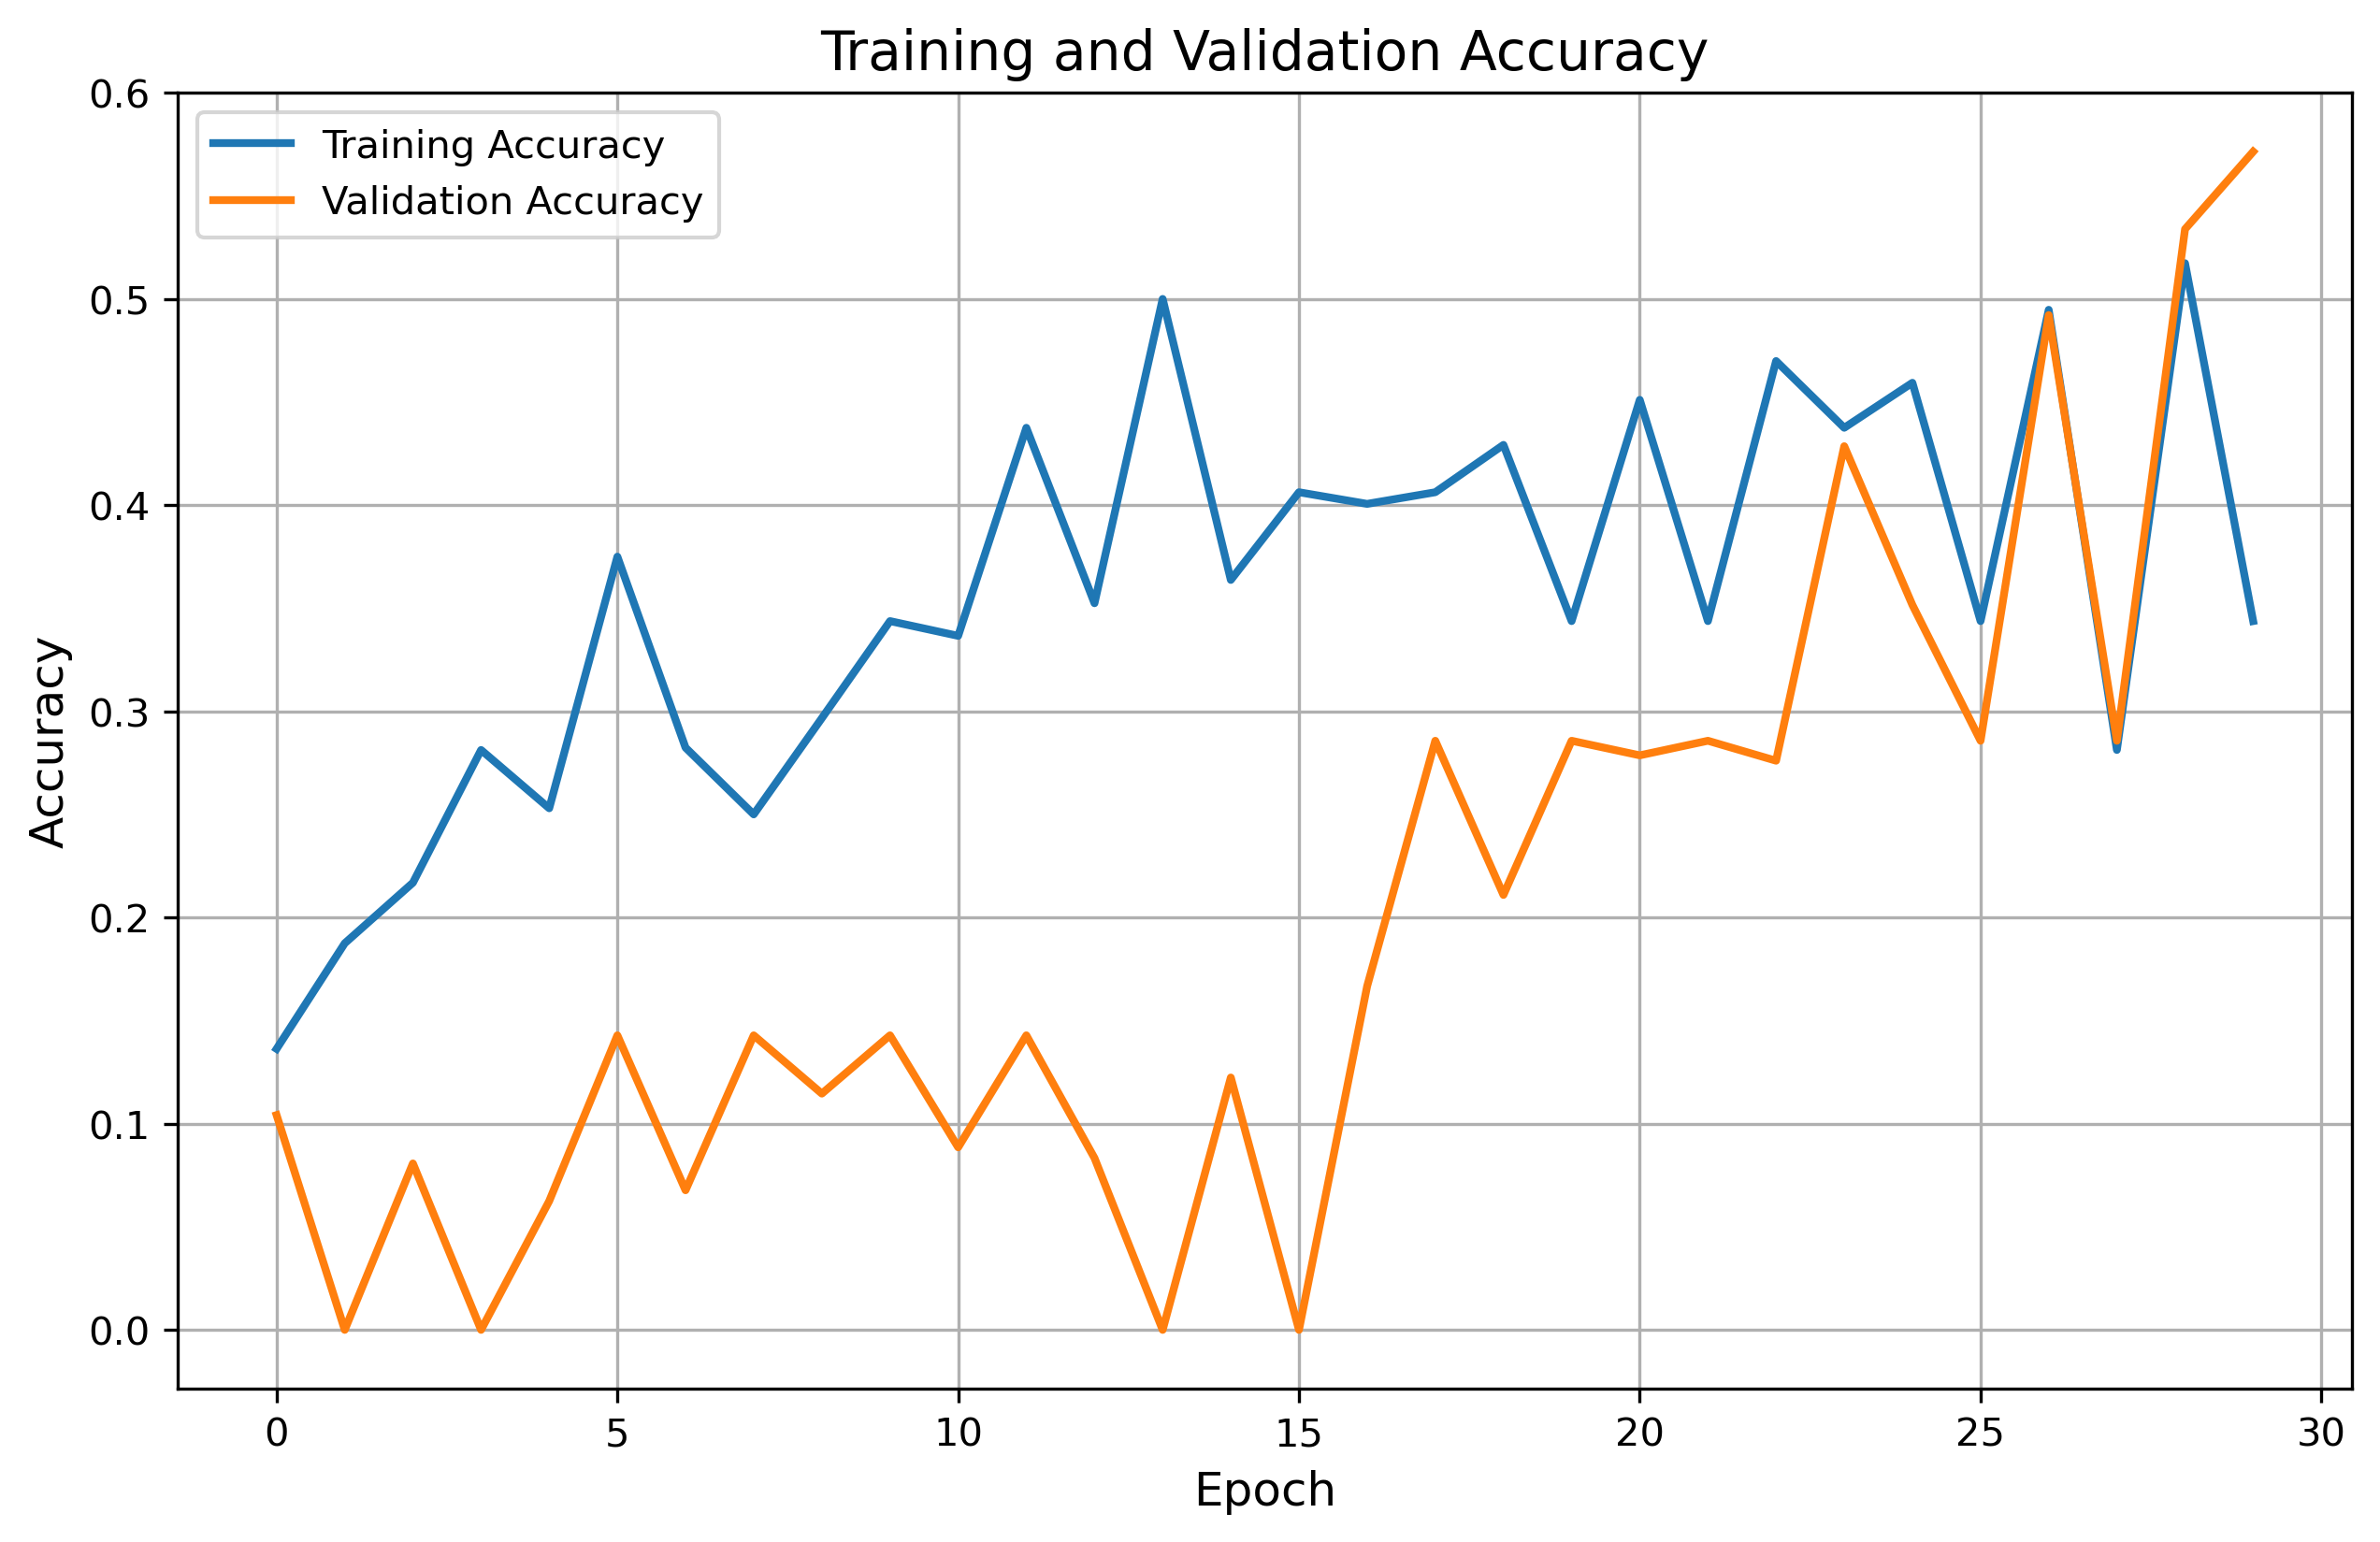 Training and Validation Accuracy
Training Accuracy
Validation Accuracy
0.6
0.5
0.4
0.3
0.2
0.1
0.0
Accuracy
0 5 10 15 20 25 30
Epoch